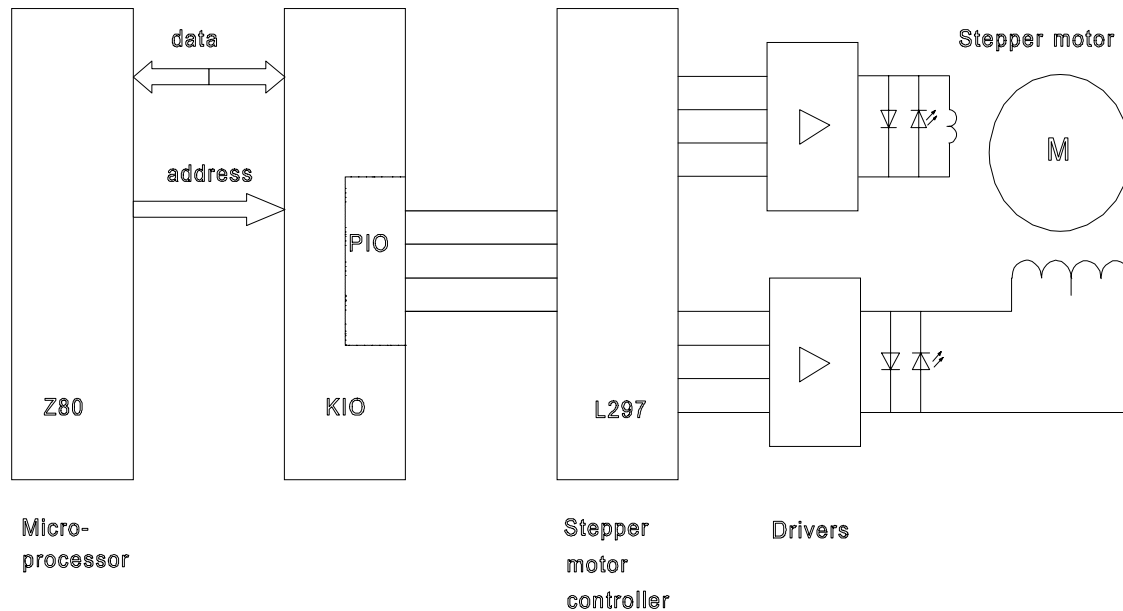 data
Stepper motor
address
M
PIO
Z80
KIO
L297
Micro-
processor
Stepper
motor
controller
Drivers